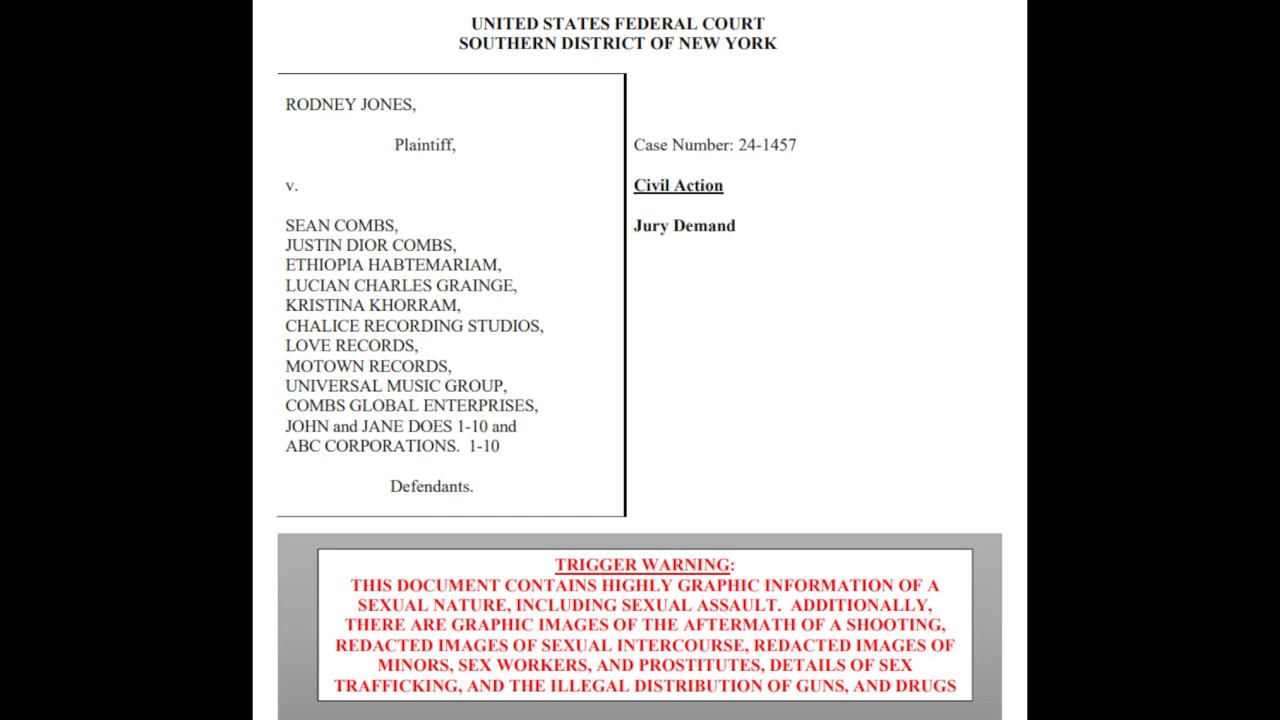 UNITED STATES FEDERAL COURT
SOUTHERN DISTRICT OF NEW YORK
RODNEY JONES,
Plaintiff,
v.
SEAN COMBS,
JUSTIN DIOR COMBS,
ETHIOPIA HABTEMARIAM,
LUCIAN CHARLES GRAINGE,
KRISTINA KHORRAM,
CHALICE RECORDING STUDIOS,
LOVE RECORDS,
MOTOWN RECORDS,
UNIVERSAL MUSIC GROUP,
COMBS GLOBAL ENTERPRISES,
JOHN and JANE DOES 1-10 and
ABC CORPORATIONS.  1-10
Defendants.
Case Number: 24-1457
Civil Action
Jury Demand
TRIGGER WARNING:
THIS DOCUMENT CONTAINS HIGHLY GRAPHIC INFORMATION OF A
SEXUAL NATURE, INCLUDING SEXUAL ASSAULT.  ADDITIONALLY,
THERE ARE GRAPHIC IMAGES OF THE AFTERMATH OF A SHOOTING,
REDACTED IMAGES OF SEXUAL INTERCOURSE, REDACTED IMAGES OF
MINORS, SEX WORKERS, AND PROSTITUTES, DETAILS OF SEX
TRAFFICKING, AND THE ILLEGAL DISTRIBUTION OF GUNS, AND DRUGS